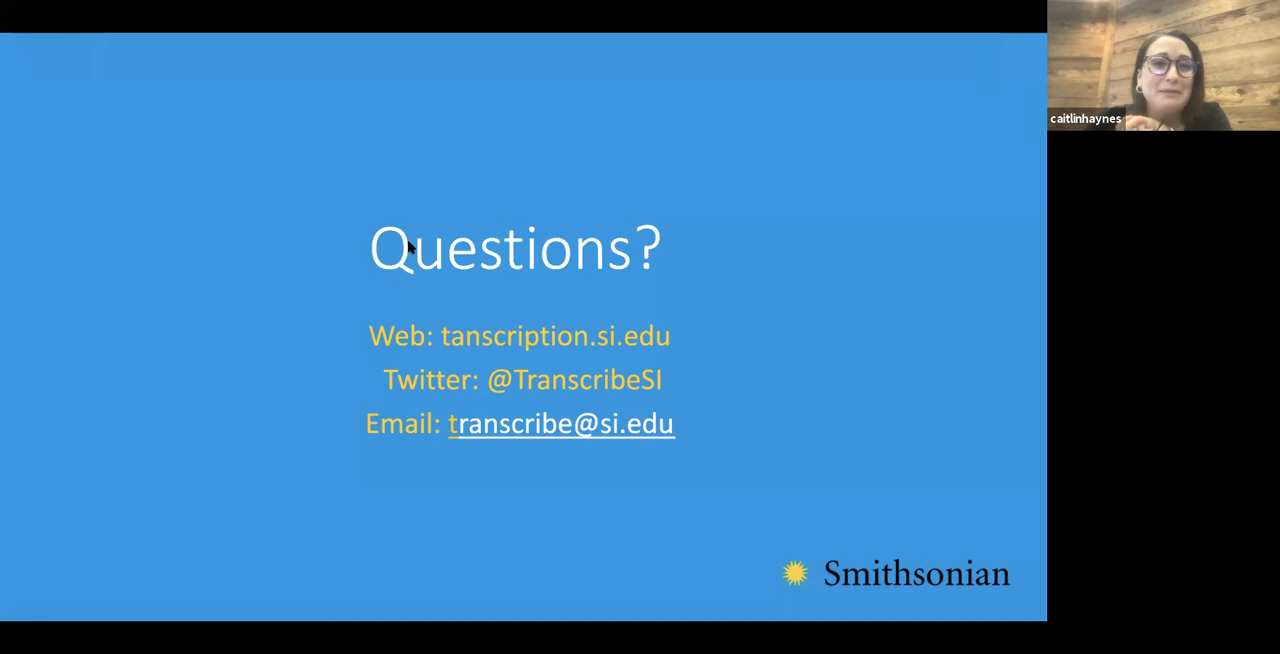 caitlinhaynes
Questions?
Web: tanscription.si.edu
Twitter: @TranscribeSI
Email: transcribe@si.edu
Smithsonian